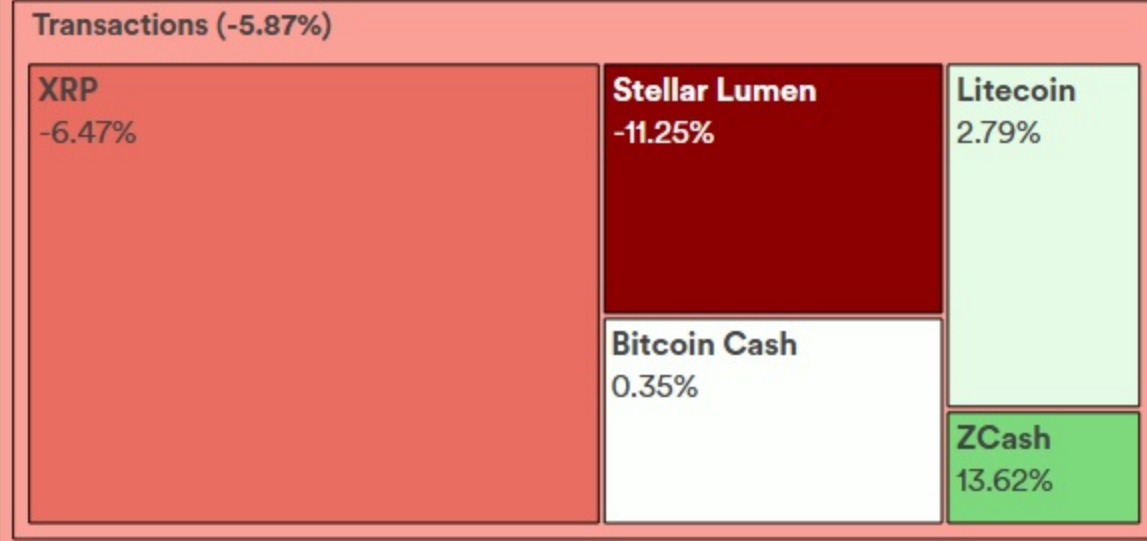 Transactions (-5.87%)
XRP
-6.47%
Stellar Lumen
-11.25%
Bitcoin Cash
0.35%
Litecoin
2.79%
ZCash
13.62%